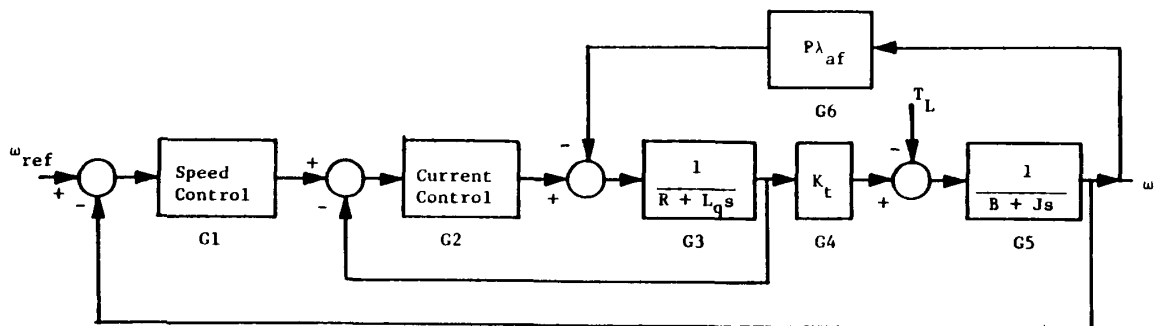 Pλaf
G6
TL
ωref
+
-
Speed
Control
G1
+
-
Current
Control
G2
-
+
1
R + Lqs
G3
Kt
G4
-
+
1
B + Js
G5
ω